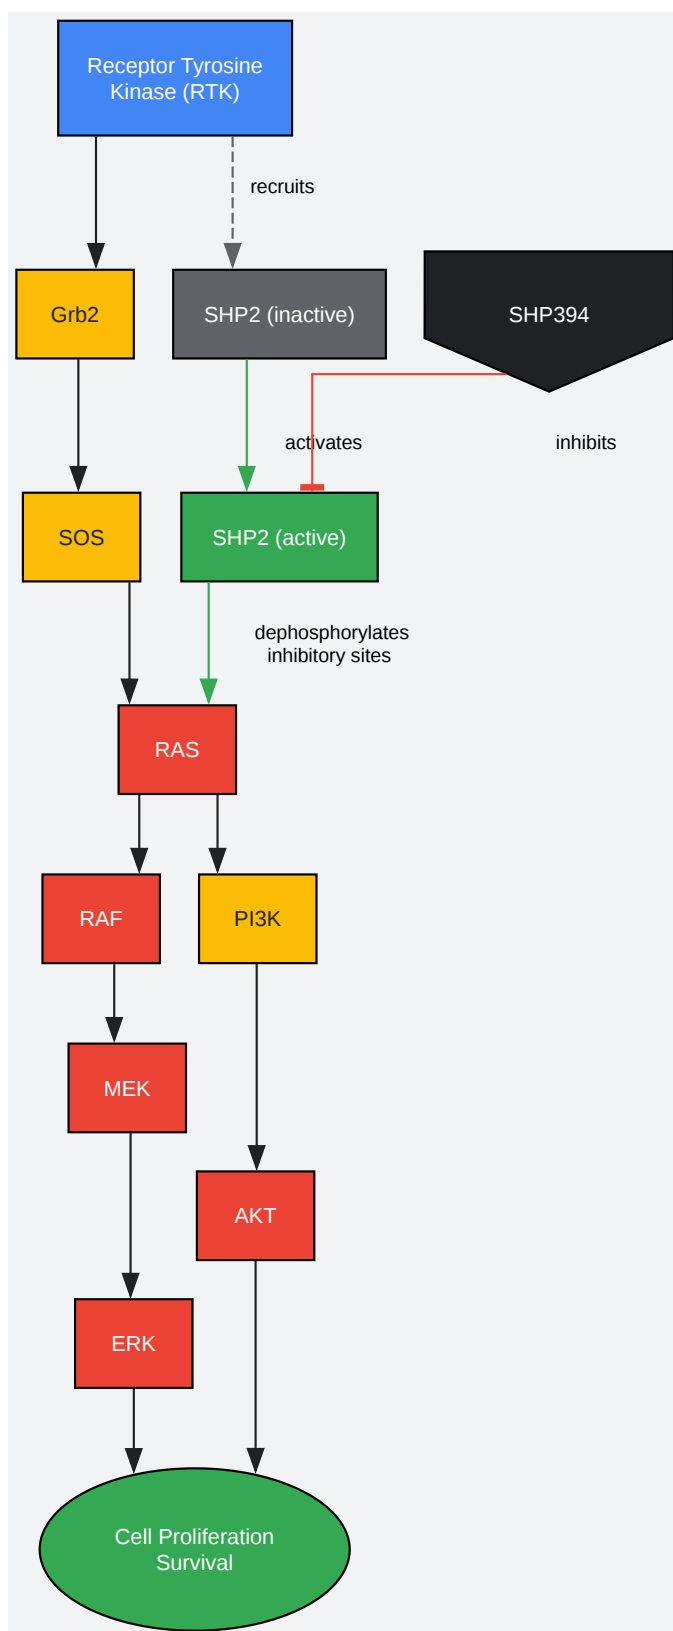 Receptor Tyrosine
Kinase (RTK)
recruits
Grb2
SHP2 (inactive)
SHP394
activates
inhibits
SOS
SHP2 (active)
dephosphorylates
inhibitory sites
RAS
RAF
PI3K
MEK
AKT
ERK
Cell Proliferation
Survival